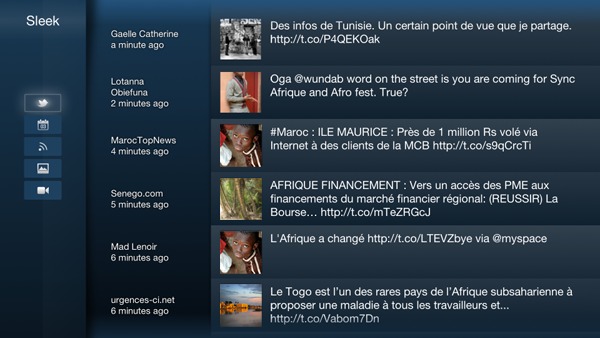 Sleek
Gaelle Catherine
a minute ago
Des infos de Tunisie. Un certain point de vue que je partage.
http://t.co/P4QEKOak
Lotanna
Obiefuna
2 minutes ago
Oga @wundab word on the street is you are coming for Sync
Afrique and Afro fest. True?
MarocTopNews
4 minutes ago
#Maroc : ILE MAURICE : Près de 1 million Rs volé via
Internet à des clients de la MCB http://t.co/s9qCrcTi
Senego.com
5 minutes ago
AFRIQUE FINANCEMENT : Vers un accès des PME aux
financements du marché financier régional: (REUSSIR) La
Bourse… http://t.co/mTeZRGcJ
Mad Lenoir
6 minutes ago
L'Afrique a changé http://t.co/LTEVZbye via @myspace
urgences-ci.net
6 minutes ago
Le Togo est l'un des rares pays de l'Afrique subsaharienne à
proposer une maladie à tous les travailleurs et...
http://t.co/Vabom7Dn